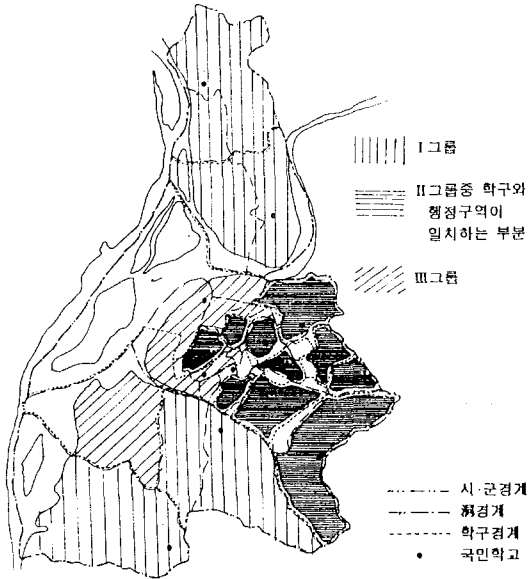 I그룹
II그룹중 학구와
행정구역이
일치하는 부분
III그룹
시·군경계
洞경계
학구경계
국민학교